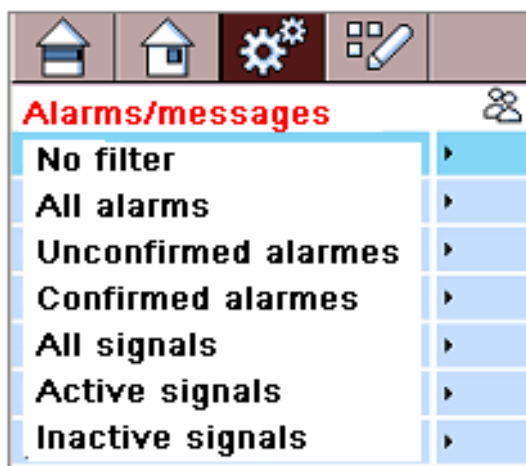 Alarms/messages
No filter
All alarms
Unconfirmed alarmes
Confirmed alarmes
All signals
Active signals
Inactive signals